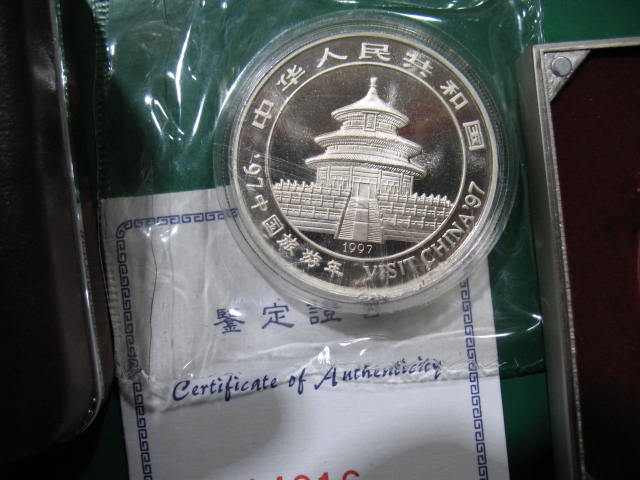 中华人民共和国
'97中国旅游年
VISIT CHINA '97
1997
鉴定證
Certificate of Authenticity